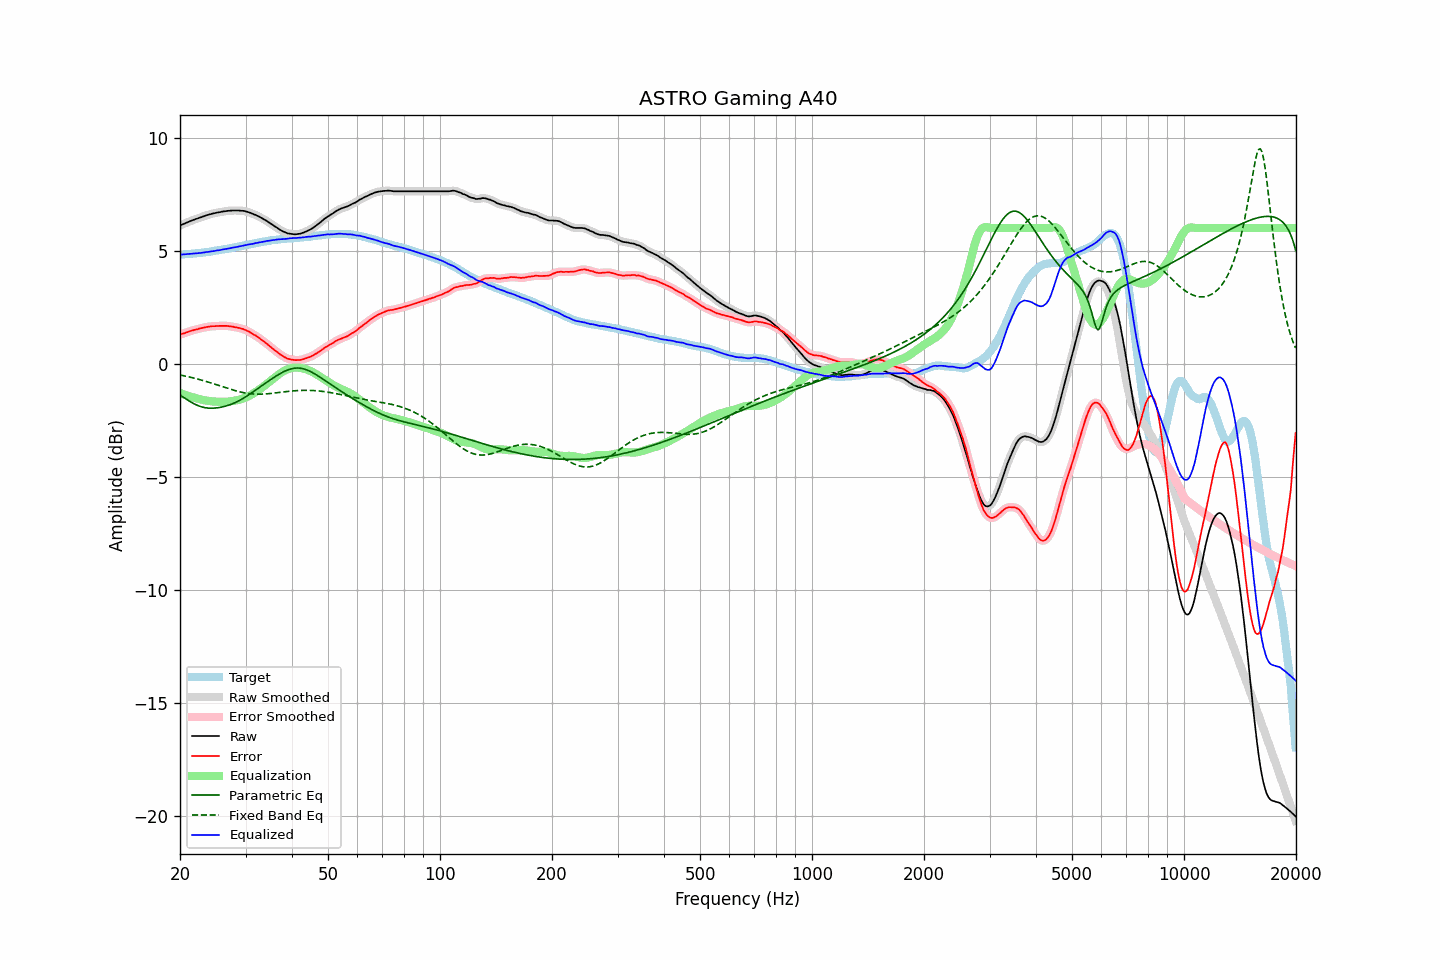 ASTRO Gaming A40
10
5
0
−5
−10
−15
−20
Amplitude (dBr)
Target
Raw Smoothed
Error Smoothed
Raw
Error
Equalization
Parametric Eq
Fixed Band Eq
Equalized
20 50 100 200 500 1000 2000 5000 10000 20000
Frequency (Hz)